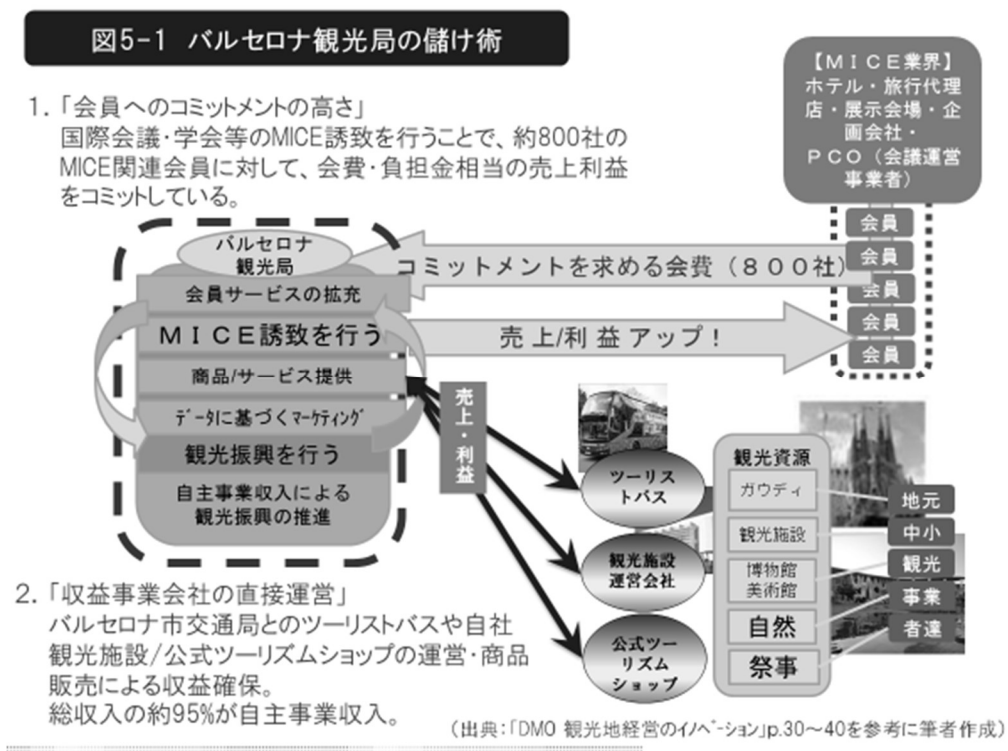 図5-1 バルセロナ観光局の儲け術
【ＭＩＣＥ業界】
ホテル・旅行代理
店・展示会場・企
画会社・
ＰＣＯ（会議運営
事業者）
1．「会員へのコミットメントの高さ」
国際会議・学会等のMICE誘致を行うことで、約800社の
MICE関連会員に対して、会費・負担金相当の売上利益
をコミットしている。
会員
会員
会員
会員
会員
バルセロナ
観光局
コミットメントを求める会費（８００社）
会員サービスの拡充
ＭＩＣＥ誘致を行う
売上/利益アップ！
商品/サービス提供
データに基づくマーケティング
観光振興を行う
自主事業収入による
観光振興の推進
売上・利益
ツーリス
トバス
観光施設
運営会社
公式ツー
リズム
ショップ
観光資源
ガウディ
観光施設
博物館
美術館
自然
祭事
地元
中小
観光
事業
者達
2．「収益事業会社の直接運営」
バルセロナ市交通局とのツーリストバスや自社
観光施設/公式ツーリズムショップの運営・商品
販売による収益確保。
総収入の約95%が自主事業収入。
（出典：「DMO 観光地経営のイノベーション」p.30～40を参考に筆者作成）